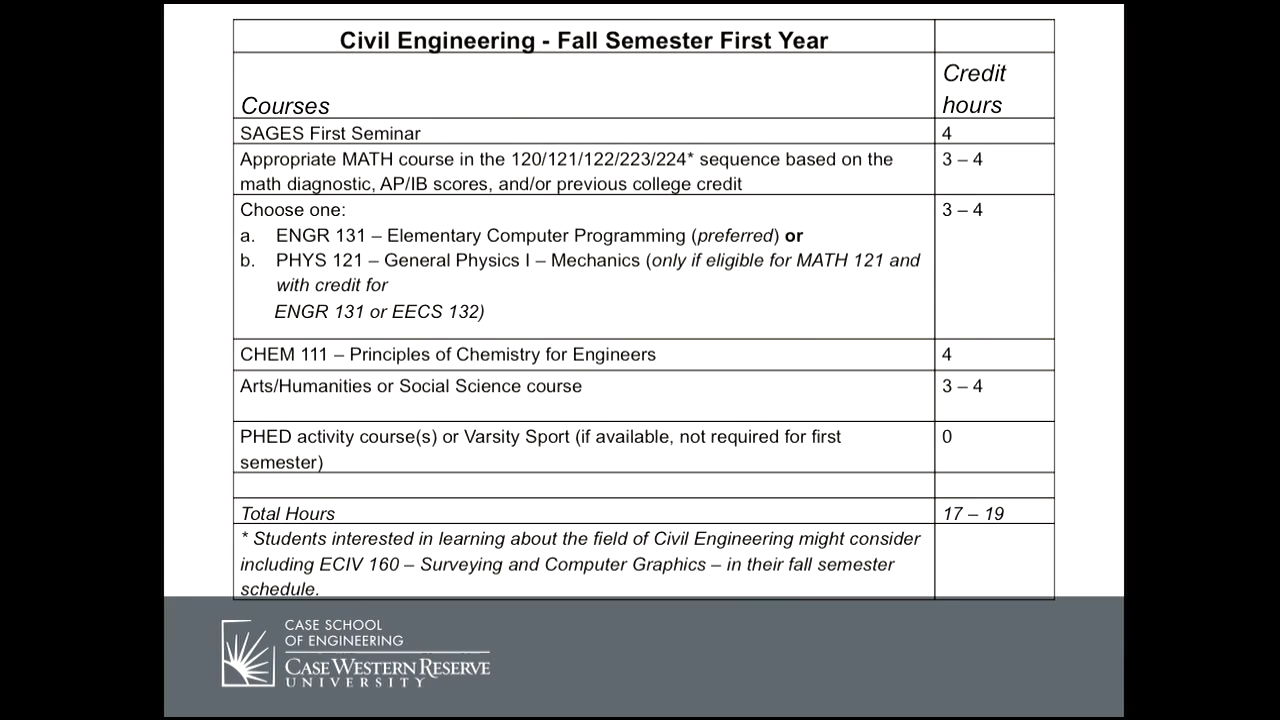 Civil Engineering - Fall Semester First Year
Courses
Credit
hours
SAGES First Seminar
4
Appropriate MATH course in the 120/121/122/223/224* sequence based on the
math diagnostic, AP/IB scores, and/or previous college credit
3 – 4
Choose one:
3 – 4
a. ENGR 131 – Elementary Computer Programming (preferred) or
b. PHYS 121 – General Physics I – Mechanics (only if eligible for MATH 121 and
with credit for
ENGR 131 or EECS 132)
CHEM 111 – Principles of Chemistry for Engineers
4
Arts/Humanities or Social Science course
3 – 4
PHED activity course(s) or Varsity Sport (if available, not required for first
semester)
0
Total Hours
17 – 19
* Students interested in learning about the field of Civil Engineering might consider
including ECIV 160 – Surveying and Computer Graphics – in their fall semester
schedule.
CASE SCHOOL
OF ENGINEERING
CASE WESTERN RESERVE
UNIVERSITY